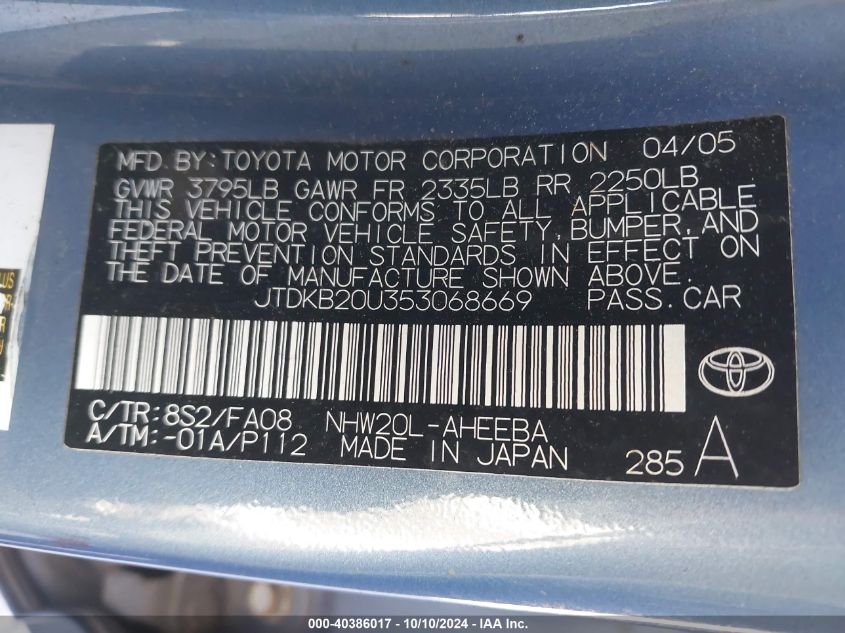 MFD. BY: TOYOTA MOTOR CORPORATION 04/05
GVWR 3795LB GAWR FR 2335LB RR 2250LB
THIS VEHICLE CONFORMS TO ALL APPLICABLE
FEDERAL MOTOR VEHICLE SAFETY, BUMPER, AND
THEFT PREVENTION STANDARDS IN EFFECT ON
THE DATE OF MANUFACTURE SHOWN ABOVE.
JTDKB20U353068669 PASS. CAR
C/TR: 8S2/FA08 NHW20L-AHEEBA
A/TM: -01A/P112 MADE IN JAPAN 285 A
000-40386017 - 10/10/2024 - IAAI.com